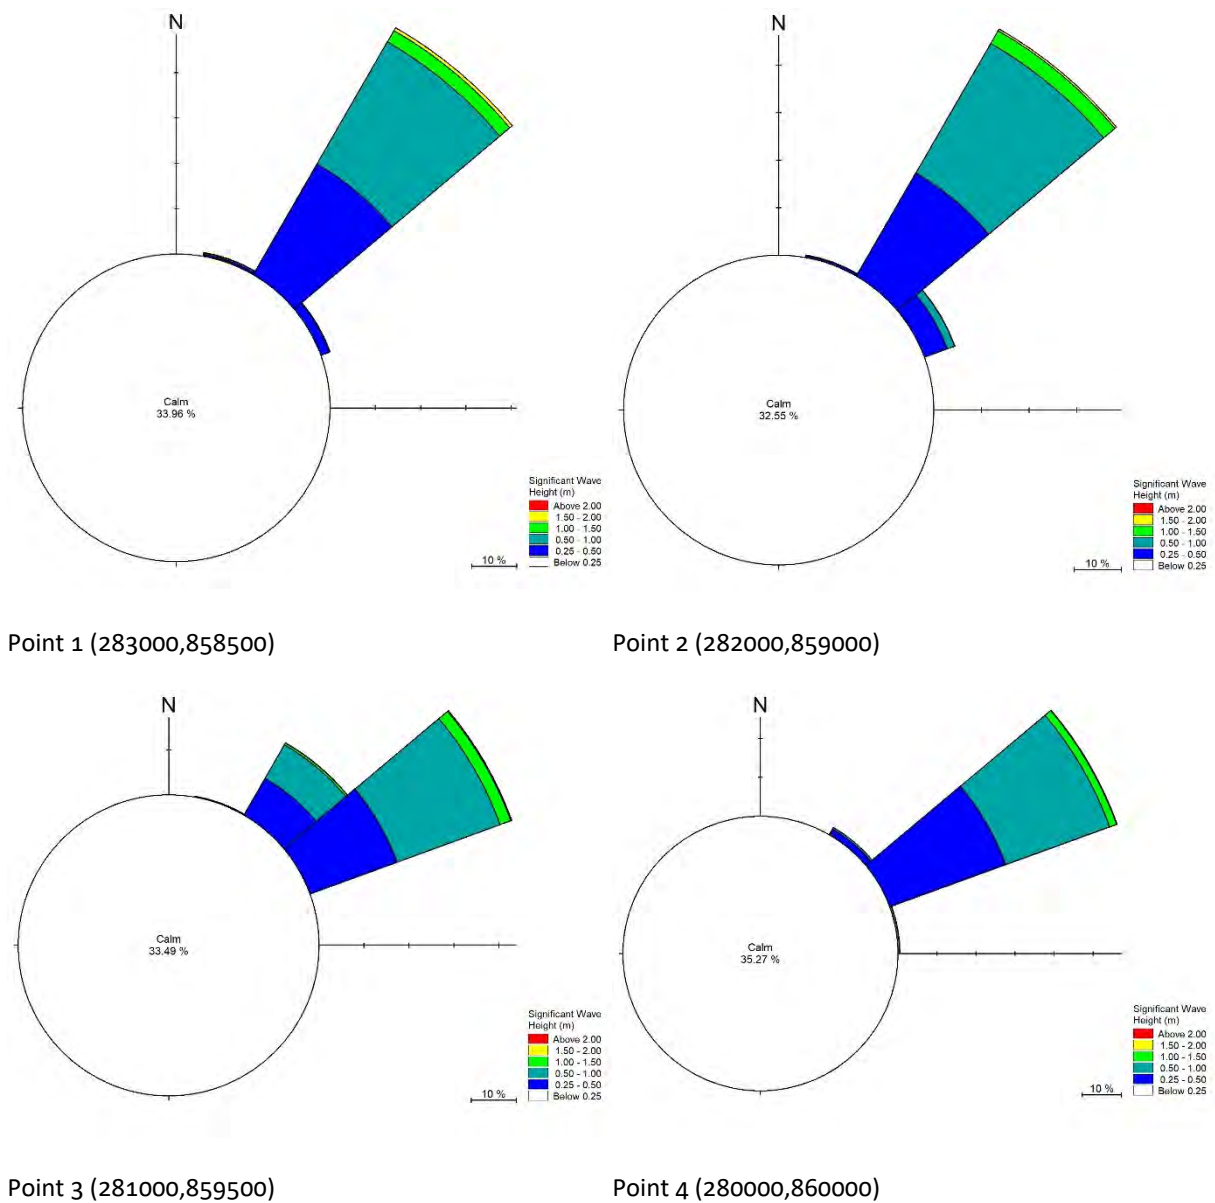 N
Calm
33.96 %
Significant Wave
Height (m)
Above 2.00
1.50 - 2.00
1.00 - 1.50
0.50 - 1.00
0.25 - 0.50
Below 0.25
10 %
Point 1 (283000,858500)
N
Calm
32.55 %
Significant Wave
Height (m)
Above 2.00
1.50 - 2.00
1.00 - 1.50
0.50 - 1.00
0.25 - 0.50
Below 0.25
10 %
Point 2 (282000,859000)
N
Calm
33.49 %
Significant Wave
Height (m)
Above 2.00
1.50 - 2.00
1.00 - 1.50
0.50 - 1.00
0.25 - 0.50
Below 0.25
10 %
Point 3 (281000,859500)
N
Calm
35.27 %
Significant Wave
Height (m)
Above 2.00
1.50 - 2.00
1.00 - 1.50
0.50 - 1.00
0.25 - 0.50
Below 0.25
10 %
Point 4 (280000,860000)